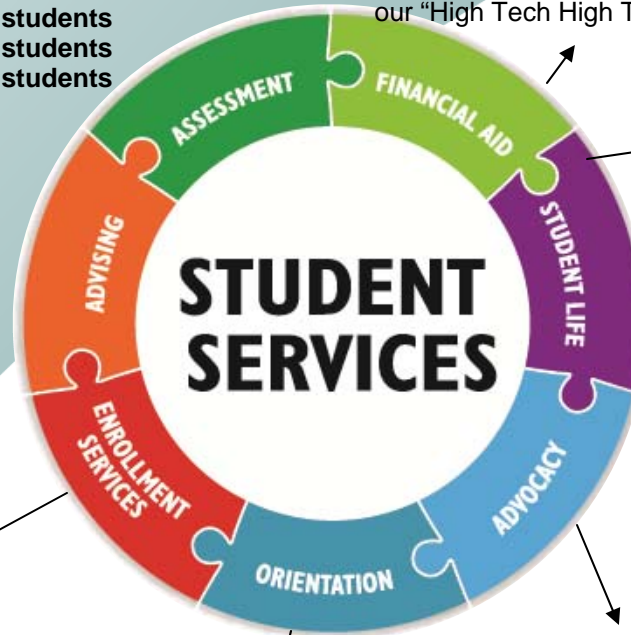 students
students
students
our “High Tech High T
ASSESSMENT
FINANCIAL AID
STUDENT LIFE
ADVOCACY
ORIENTATION
ENROLLMENT
SERVICES
ADVISING
STUDENT
SERVICES